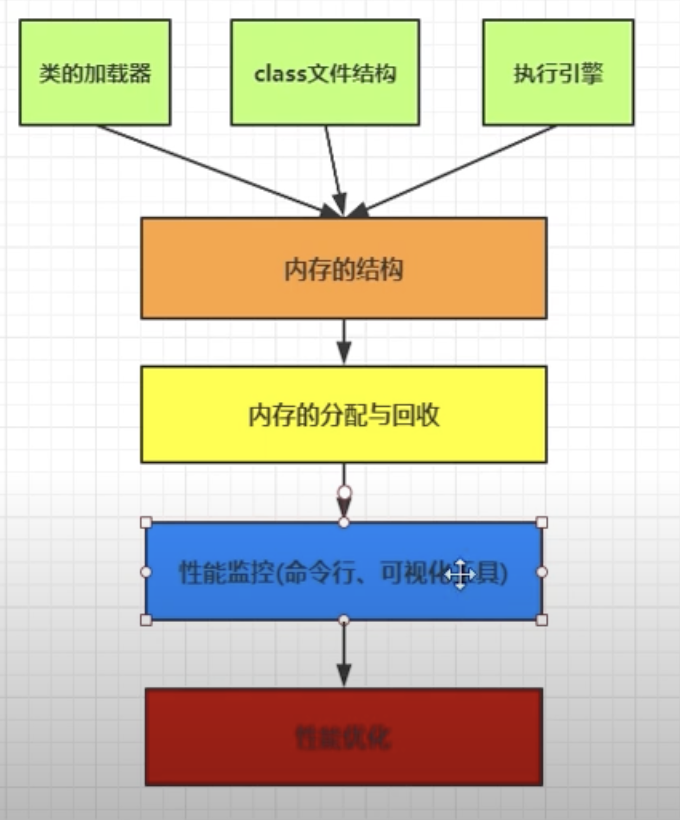 类的加载器
class文件结构
执行引擎
内存的结构
内存的分配与回收
性能监控(命令行、可视化工具)
性能优化